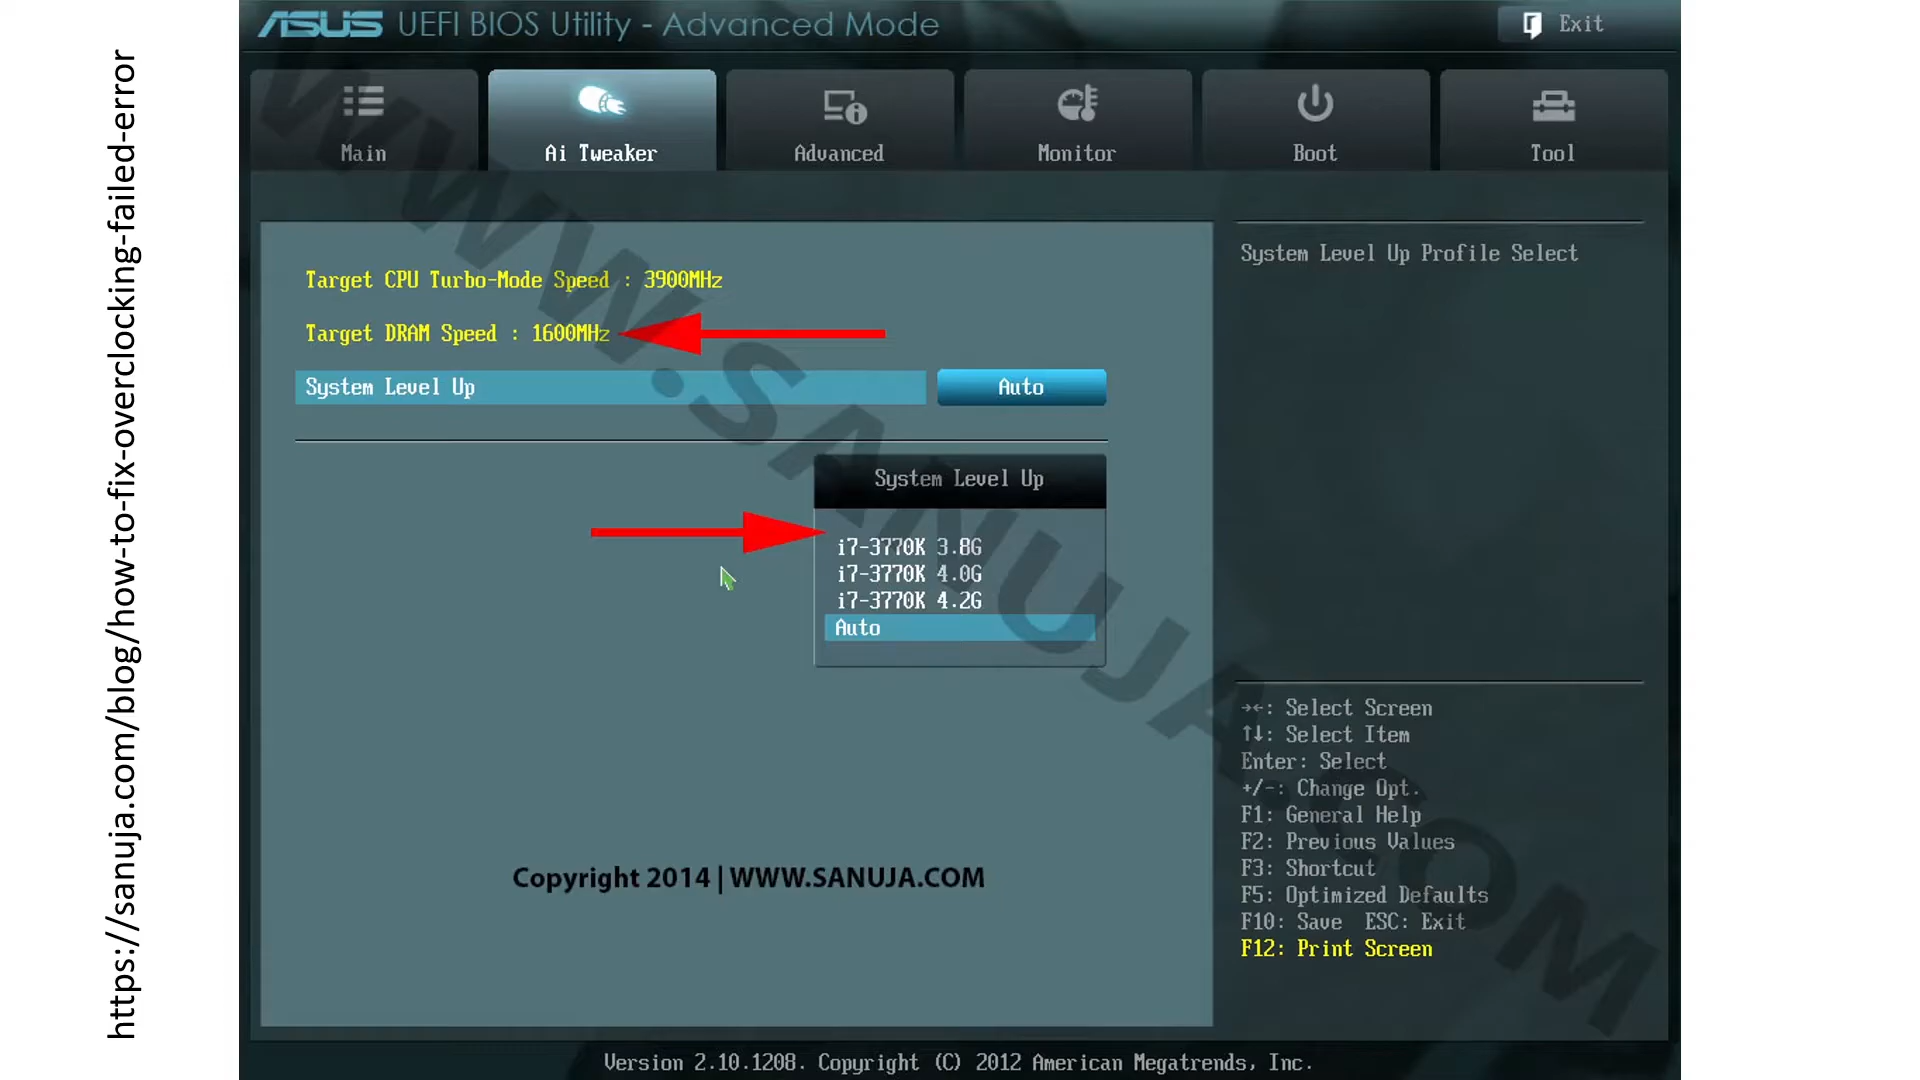 https://sanuja.com/blog/how-to-fix-overclocking-failed-error
ASUS UEFI BIOS Utility - Advanced Mode
Exit
Main
Ai Tweaker
Advanced
Monitor
Boot
Tool
Target CPU Turbo-Mode Speed : 3900MHz
Target DRAM Speed : 1600MHz
System Level Up
Auto
System Level Up
i7-3770K 3.8G
i7-3770K 4.0G
i7-3770K 4.2G
Auto
System Level Up Profile Select
→←: Select Screen
↑↓: Select Item
Enter: Select
+/-: Change Opt.
F1: General Help
F2: Previous Values
F3: Shortcut
F5: Optimized Defaults
F10: Save ESC: Exit
F12: Print Screen
WWW.SANUJA.COM
Copyright 2014 | WWW.SANUJA.COM
Version 2.10.1208. Copyright (C) 2012 American Megatrends, Inc.